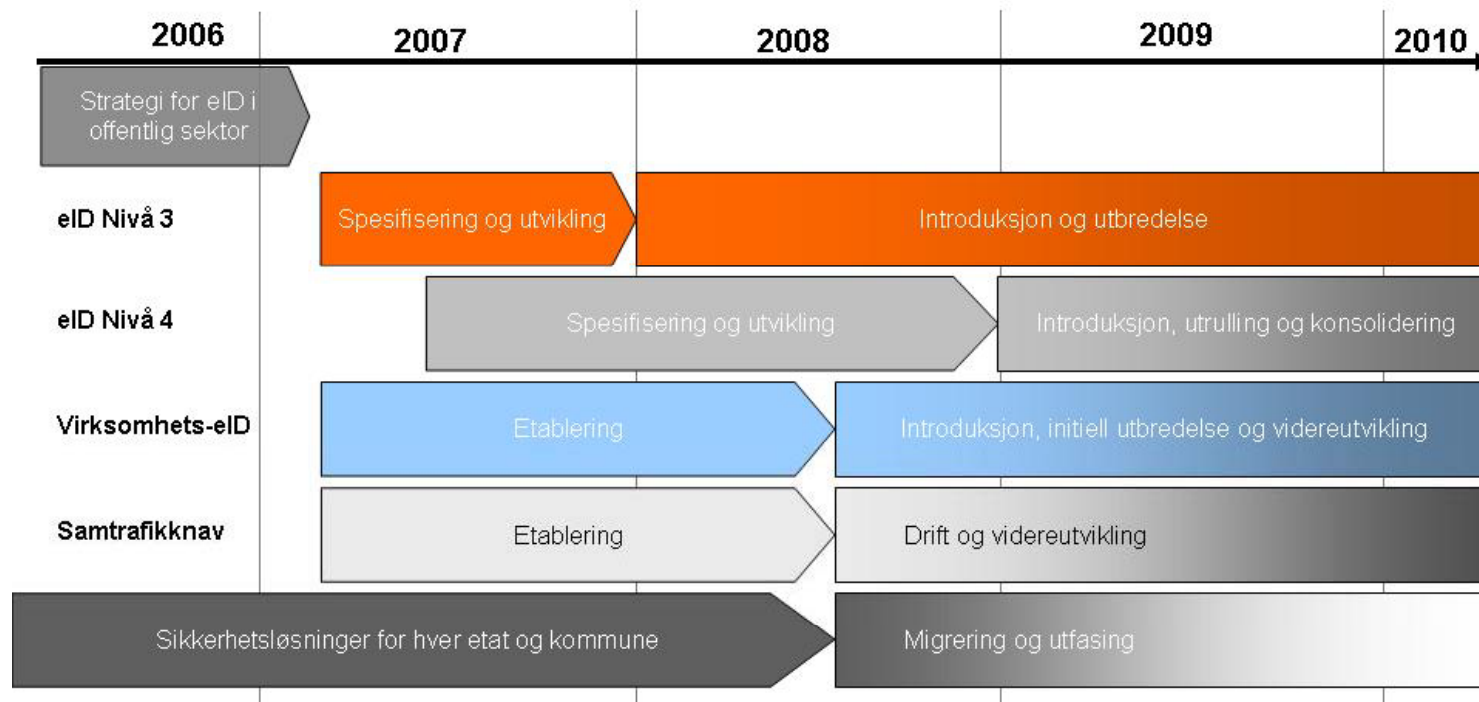 2006
2007
2008
2009
2010
Strategi for eID i
offentlig sektor
eID Nivå 3
Spesifisering og utvikling
Introduksjon og utbredelse
eID Nivå 4
Spesifisering og utvikling
Introduksjon, utrulling og konsolidering
Virksomhets-eID
Etablering
Introduksjon, initiell utbredelse og videreutvikling
Samtrafikknav
Etablering
Drift og videreutvikling
Sikkerhetsløsninger for hver etat og kommune
Migrering og utfasing